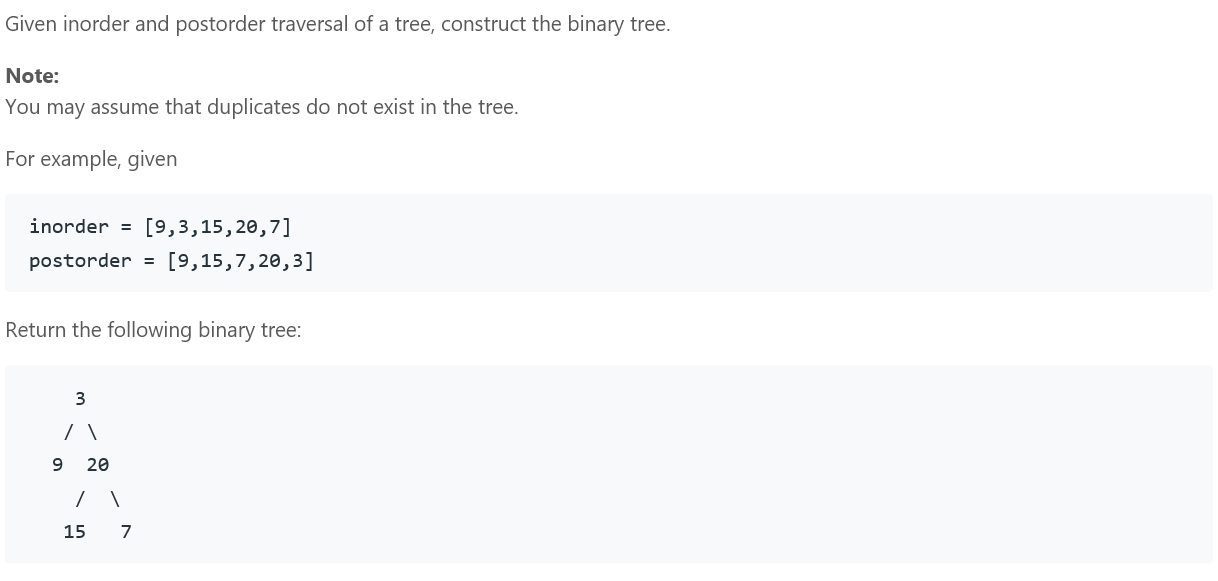 Given inorder and postorder traversal of a tree, construct the binary tree.
Note:
You may assume that duplicates do not exist in the tree.
For example, given
inorder = [9,3,15,20,7]
postorder = [9,15,7,20,3]
Return the following binary tree:
    3
   / \
  9  20
    /  \
   15   7